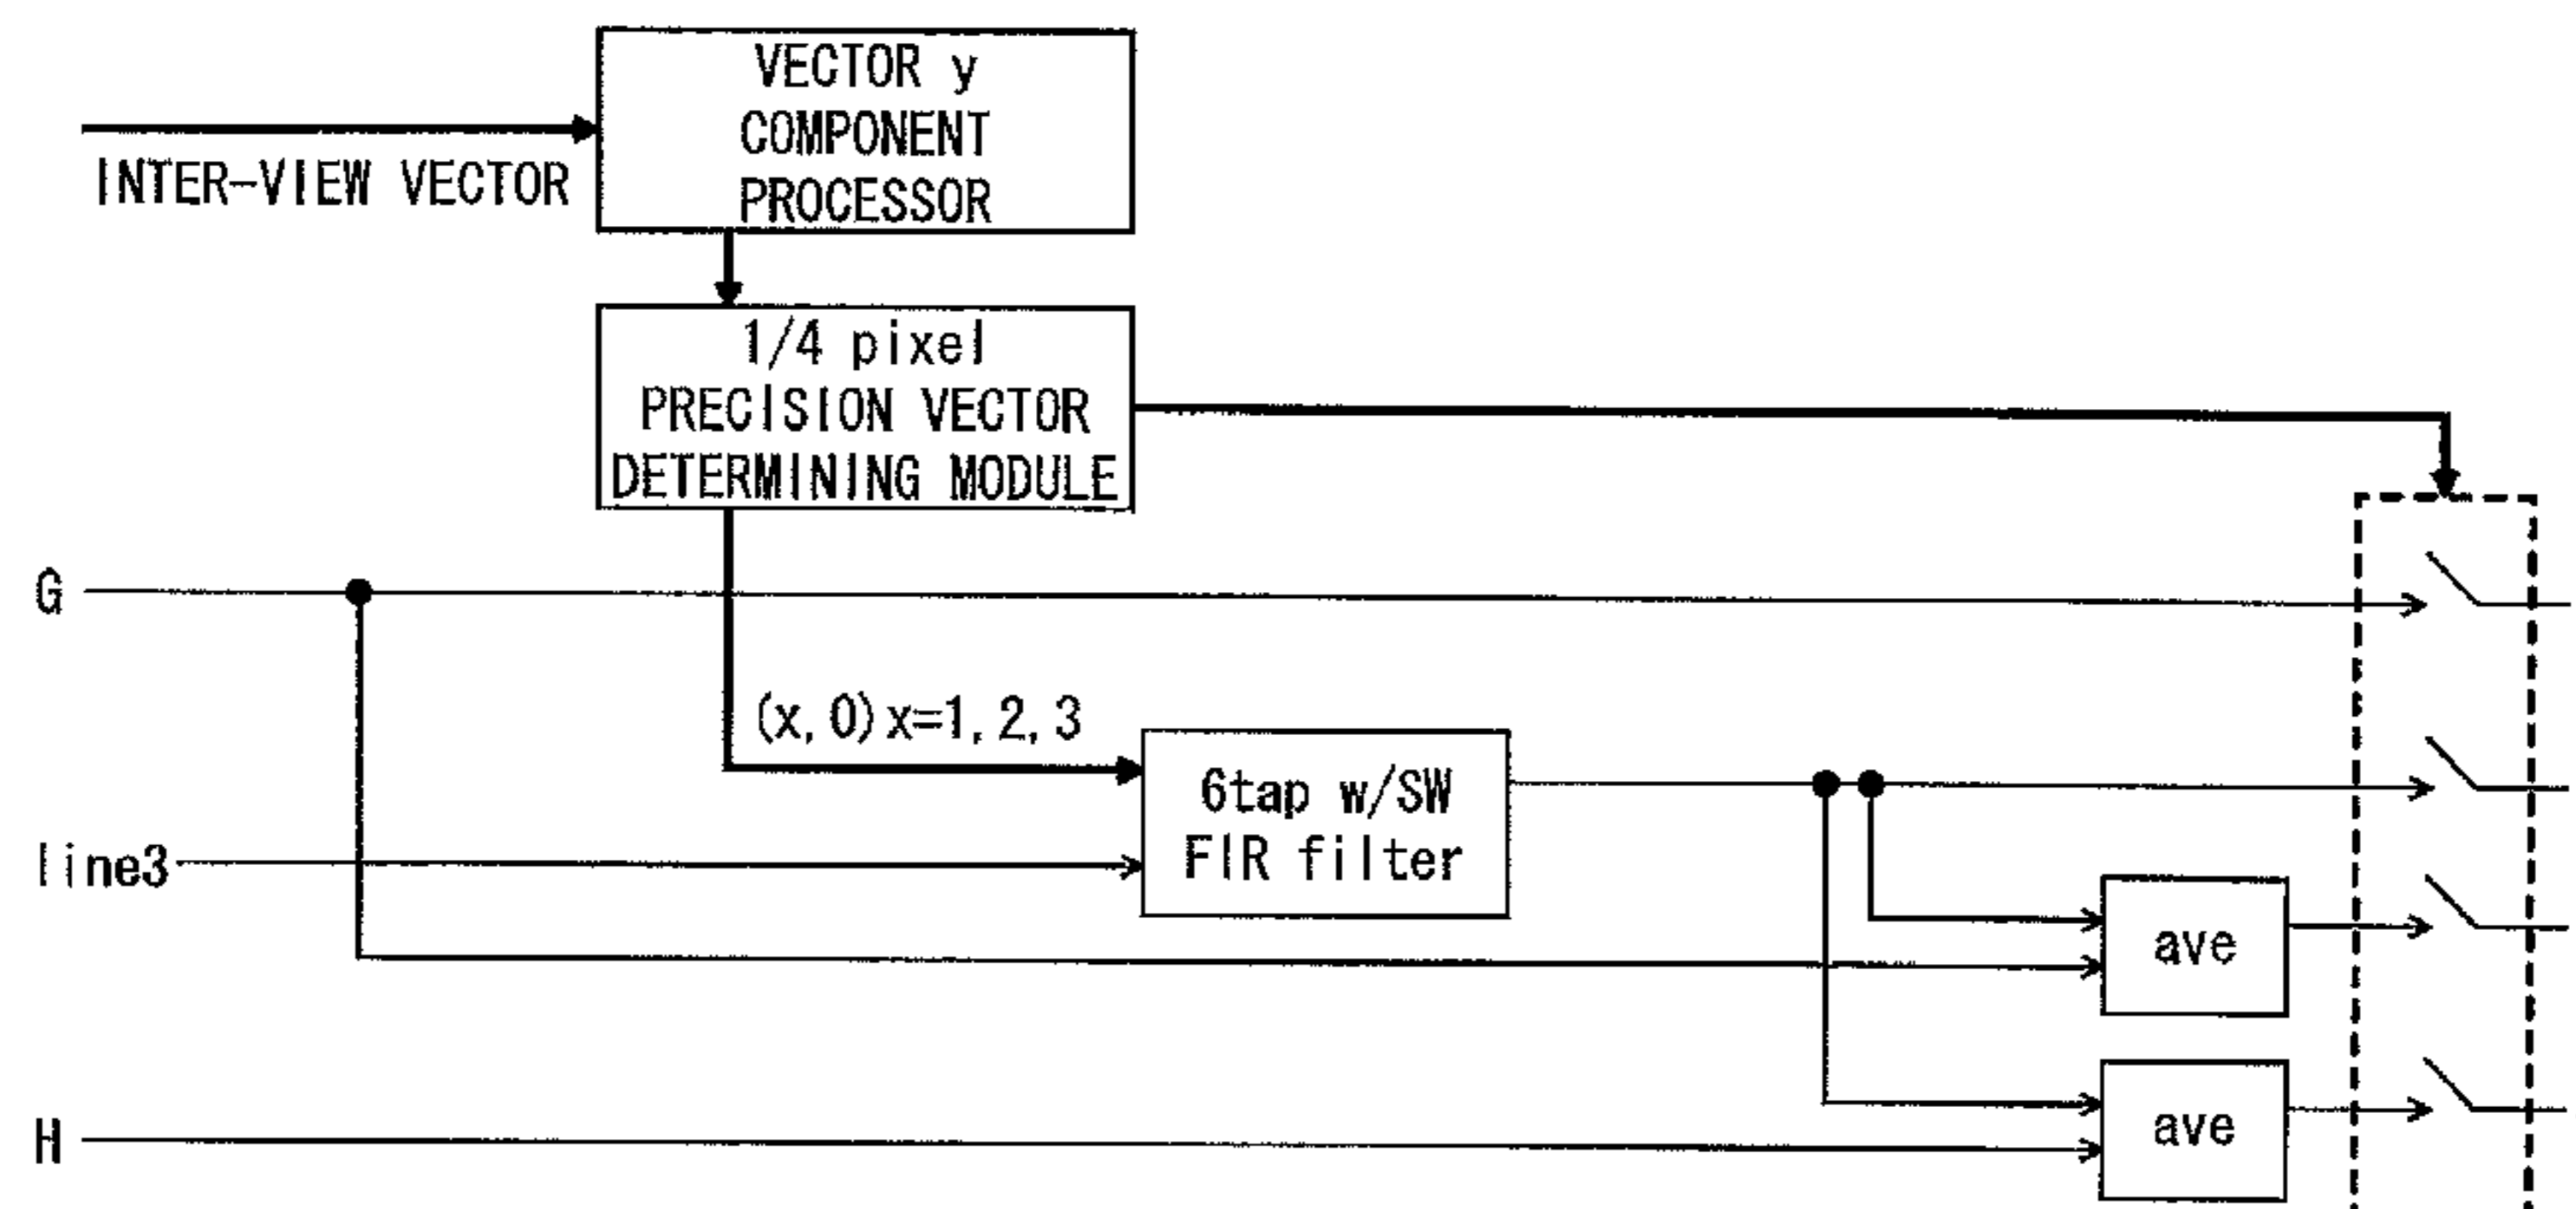 VECTOR y
COMPONENT
PROCESSOR
INTER-VIEW VECTOR
1/4 pixel
PRECISION VECTOR
DETERMINING MODULE
G
(x, 0) x=1, 2, 3
6tap w/SW
FIR filter
line3
ave
ave
H